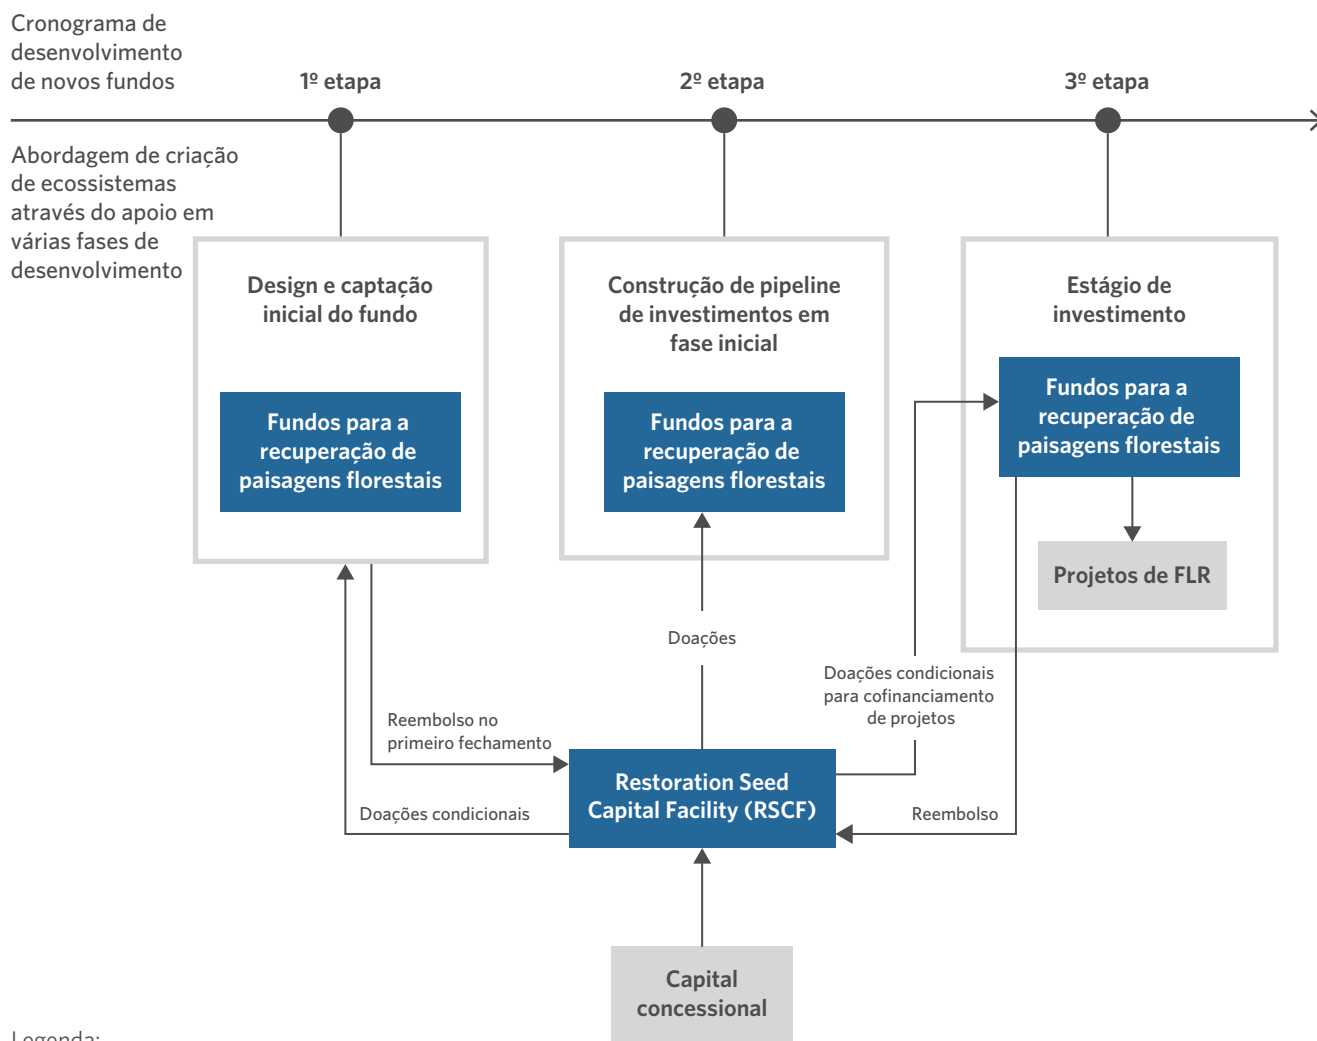 Cronograma de
desenvolvimento
de novos fundos
1º etapa
2º etapa
3º etapa
Abordagem de criação
de ecossistemas
através do apoio em
várias fases de
desenvolvimento
Design e captação
inicial do fundo
Fundos para a
recuperação de
paisagens florestais
Construção de pipeline
de investimentos em
fase inicial
Fundos para a
recuperação de
paisagens florestais
Estágio de
investimento
Fundos para a
recuperação de
paisagens florestais
Projetos de FLR
Doações
Doações condicionais
para cofinanciamento
de projetos
Reembolso no
primeiro fechamento
Doações condicionais
Restoration Seed
Capital Facility (RSCF)
Reembolso
Capital
concessional
Legenda: